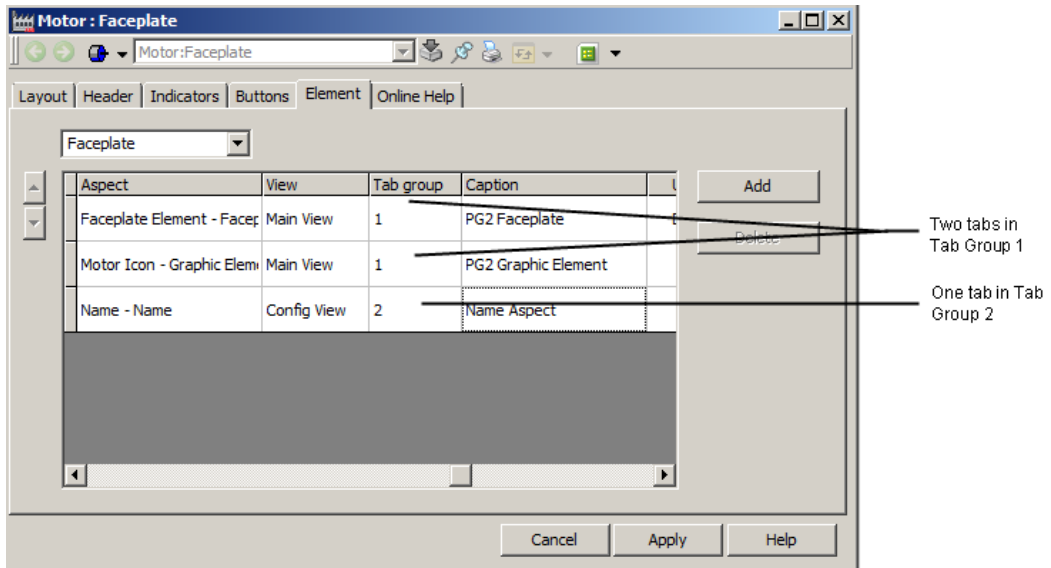 Motor : Faceplate
Motor:Faceplate
Layout Header Indicators Buttons Element Online Help
Faceplate
Aspect View Tab group Caption
Add
Faceplate Element - Facep Main View 1 PG2 Faceplate
Delete
Two tabs in
Tab Group 1
Motor Icon - Graphic Elem Main View 1 PG2 Graphic Element
Name - Name Config View 2 Name Aspect
One tab in Tab
Group 2
Cancel Apply Help